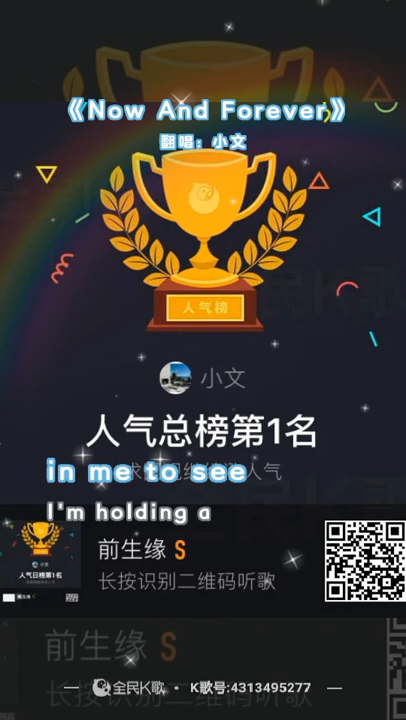 《Now And Forever》
翻唱：小文
人气榜
小文
人气总榜第1名
in me to see
I'm holding a
前生缘 S
长按识别二维码听歌
人气日榜第1名
前生缘 S
全民K歌 • K歌号:4313495277